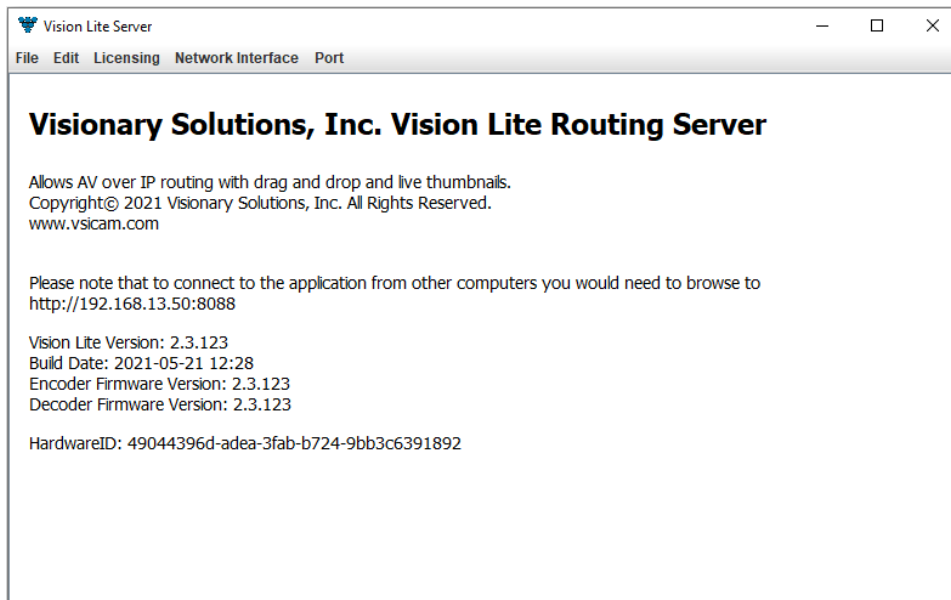 Vision Lite Server
File Edit Licensing Network Interface Port
Visionary Solutions, Inc. Vision Lite Routing Server
Allows AV over IP routing with drag and drop and live thumbnails.
Copyright© 2021 Visionary Solutions, Inc. All Rights Reserved.
www.vsicam.com
Please note that to connect to the application from other computers you would need to browse to
http://192.168.13.50:8088
Vision Lite Version: 2.3.123
Build Date: 2021-05-21 12:28
Encoder Firmware Version: 2.3.123
Decoder Firmware Version: 2.3.123
HardwareID: 49044396d-adea-3fab-b724-9bb3c6391892